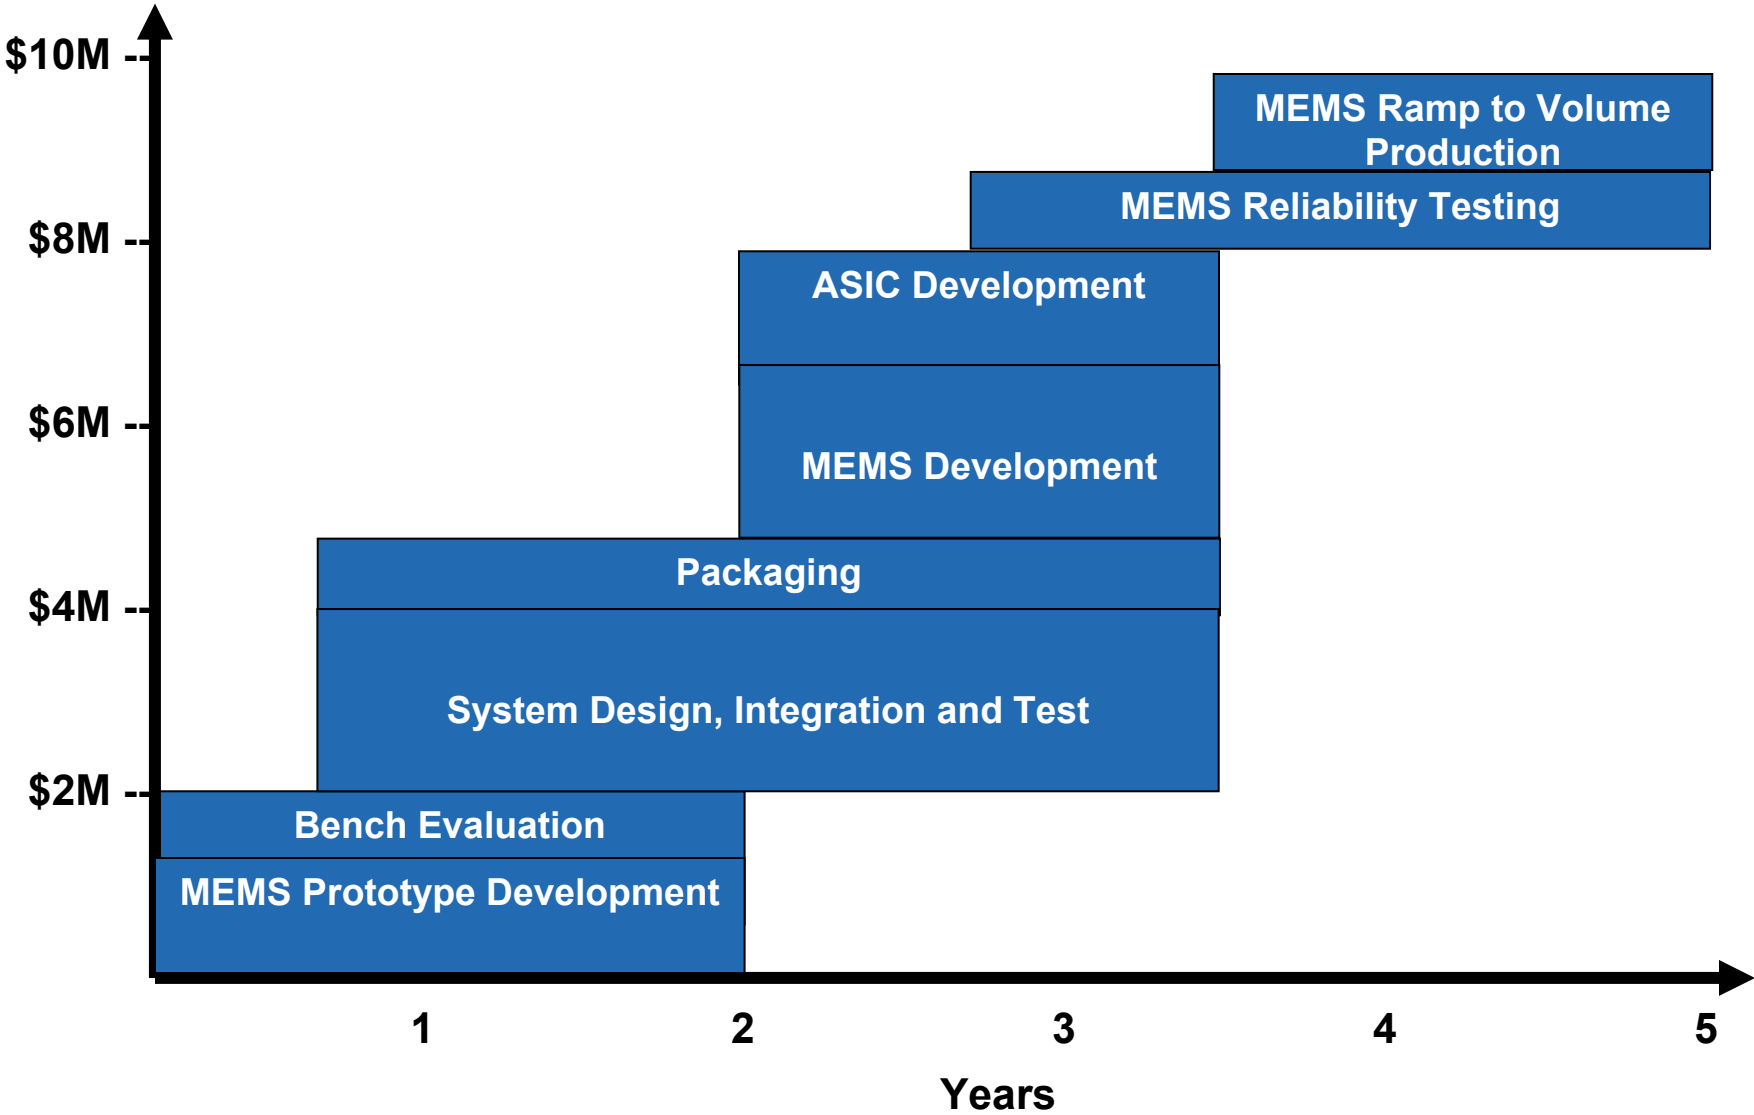 $10M --
MEMS Ramp to Volume
Production
MEMS Reliability Testing
$8M --
ASIC Development
$6M --
MEMS Development
Packaging
$4M --
System Design, Integration and Test
$2M --
Bench Evaluation
MEMS Prototype Development
1 2 3 4 5
Years